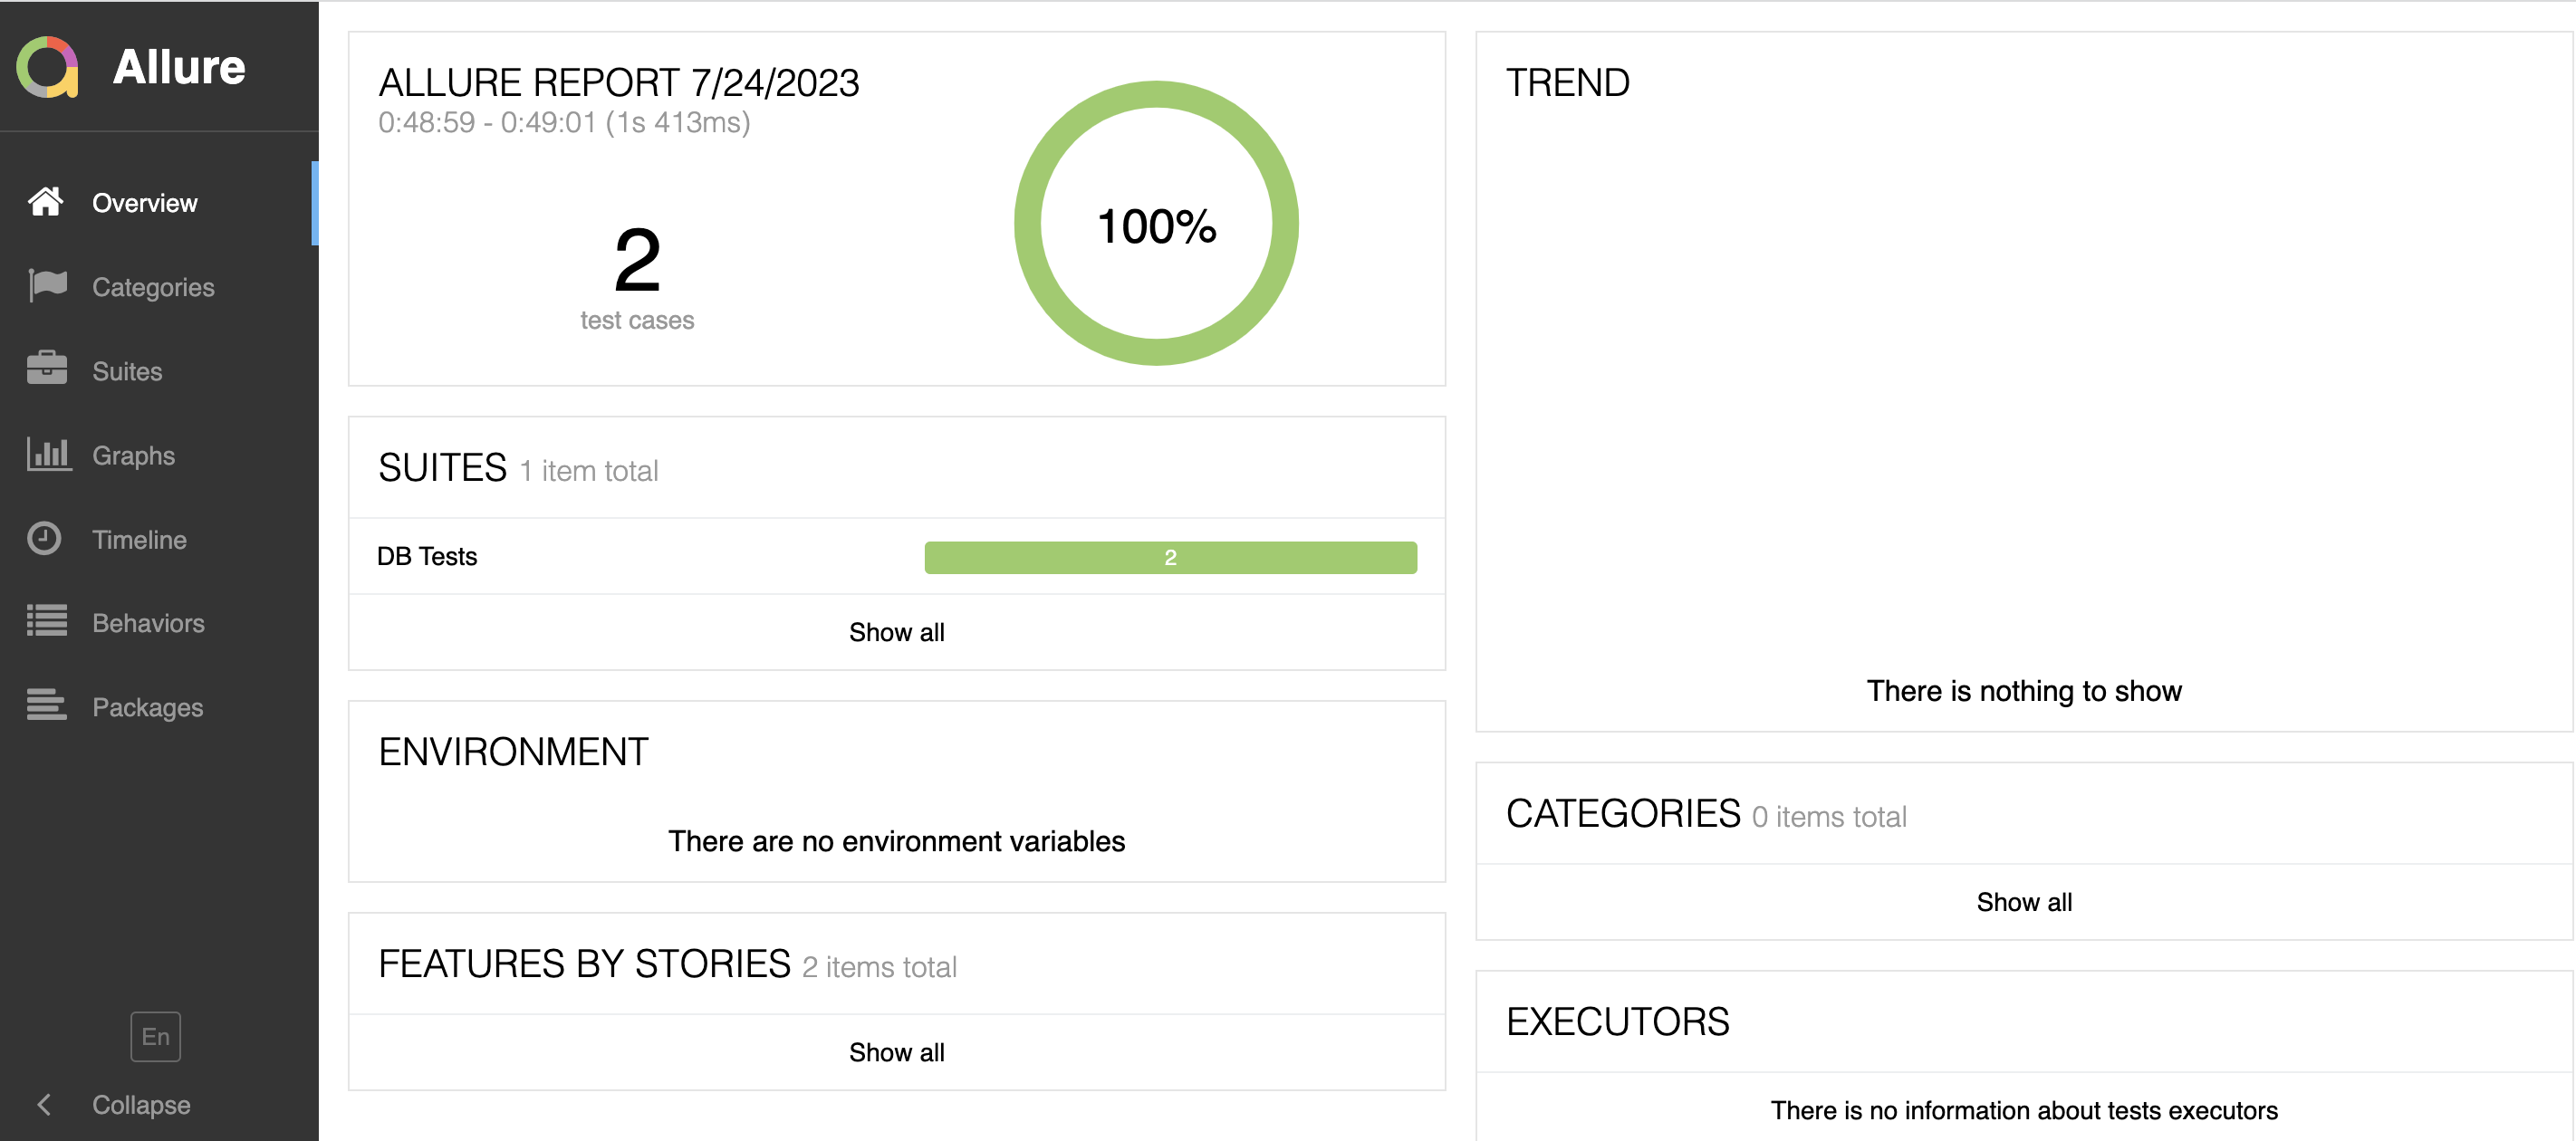 Allure
Overview
Categories
Suites
Graphs
Timeline
Behaviors
Packages
En
Collapse
ALLURE REPORT 7/24/2023
0:48:59 - 0:49:01 (1s 413ms)
2
test cases
100%
SUITES 1 item total
DB Tests 2
Show all
ENVIRONMENT
There are no environment variables
FEATURES BY STORIES 2 items total
Show all
TREND
There is nothing to show
CATEGORIES 0 items total
Show all
EXECUTORS
There is no information about tests executors